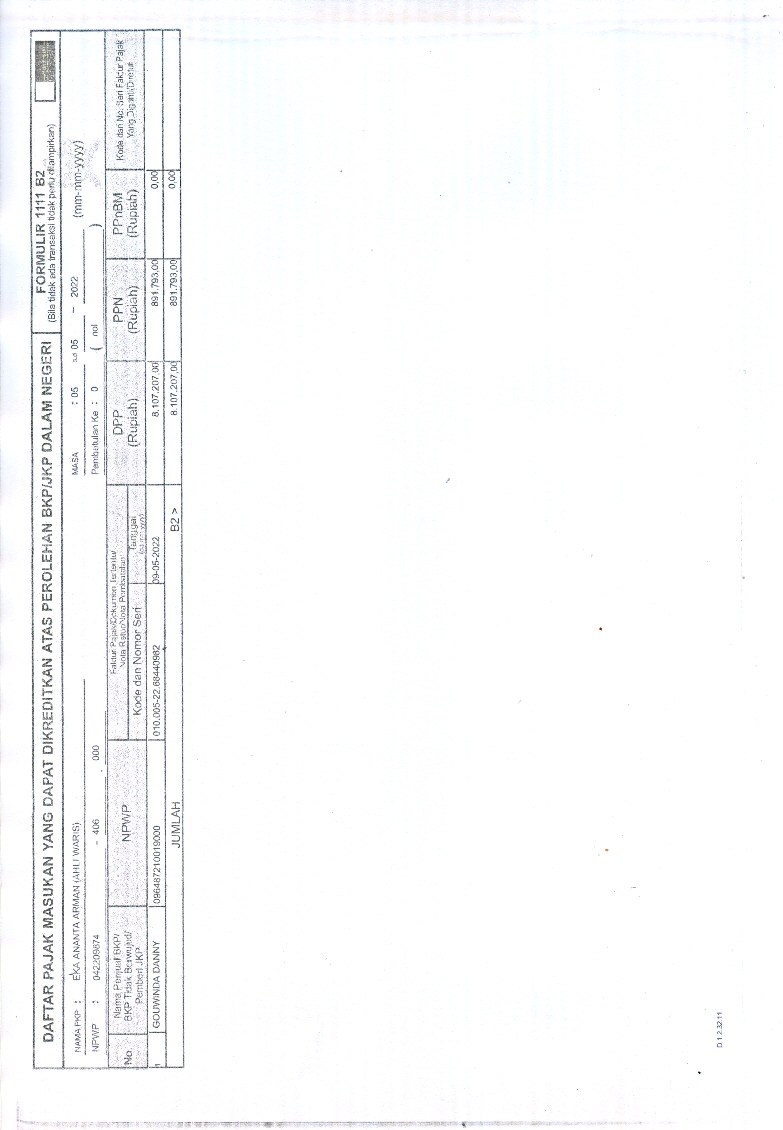 DAFTAR PAJAK MASUKAN YANG DAPAT DIKREDITKAN ATAS PEROLEHAN BKP/JKP DALAM NEGERI
FORMULIR 1111 B2
(Bila tidak ada transaksi tidak perlu dilampirkan)
NAMA PKP : EKA ANANTA ARMAN (AHLI WARIS)
MASA : 05 s.d 05 – 2022 (mm-mm-yyyy)
NPWP : 042209874 – 406 . 000
Pembetulan Ke : 0 ( nol )
No
Nama Penjual BKP/
BKP Tidak Berwujud/
Pemberi JKP
NPWP
Faktur Pajak/Dokumen Tertentu/
Nota Retur/Nota Pembatalan
Kode dan Nomor Seri
Tanggal
DPP
(Rupiah)
PPN
(Rupiah)
PPnBM
(Rupiah)
Kode dan No. Seri Faktur Pajak
Yang Diganti/Diretur
1 GOUWINDA DANNY 096487210019000 010.005-22.68440982 09-05-2022 8.107.207,00 891.793,00 0,00
JUMLAH B2 > 8.107.207,00 891.793,00 0,00
D.1.2.32.11